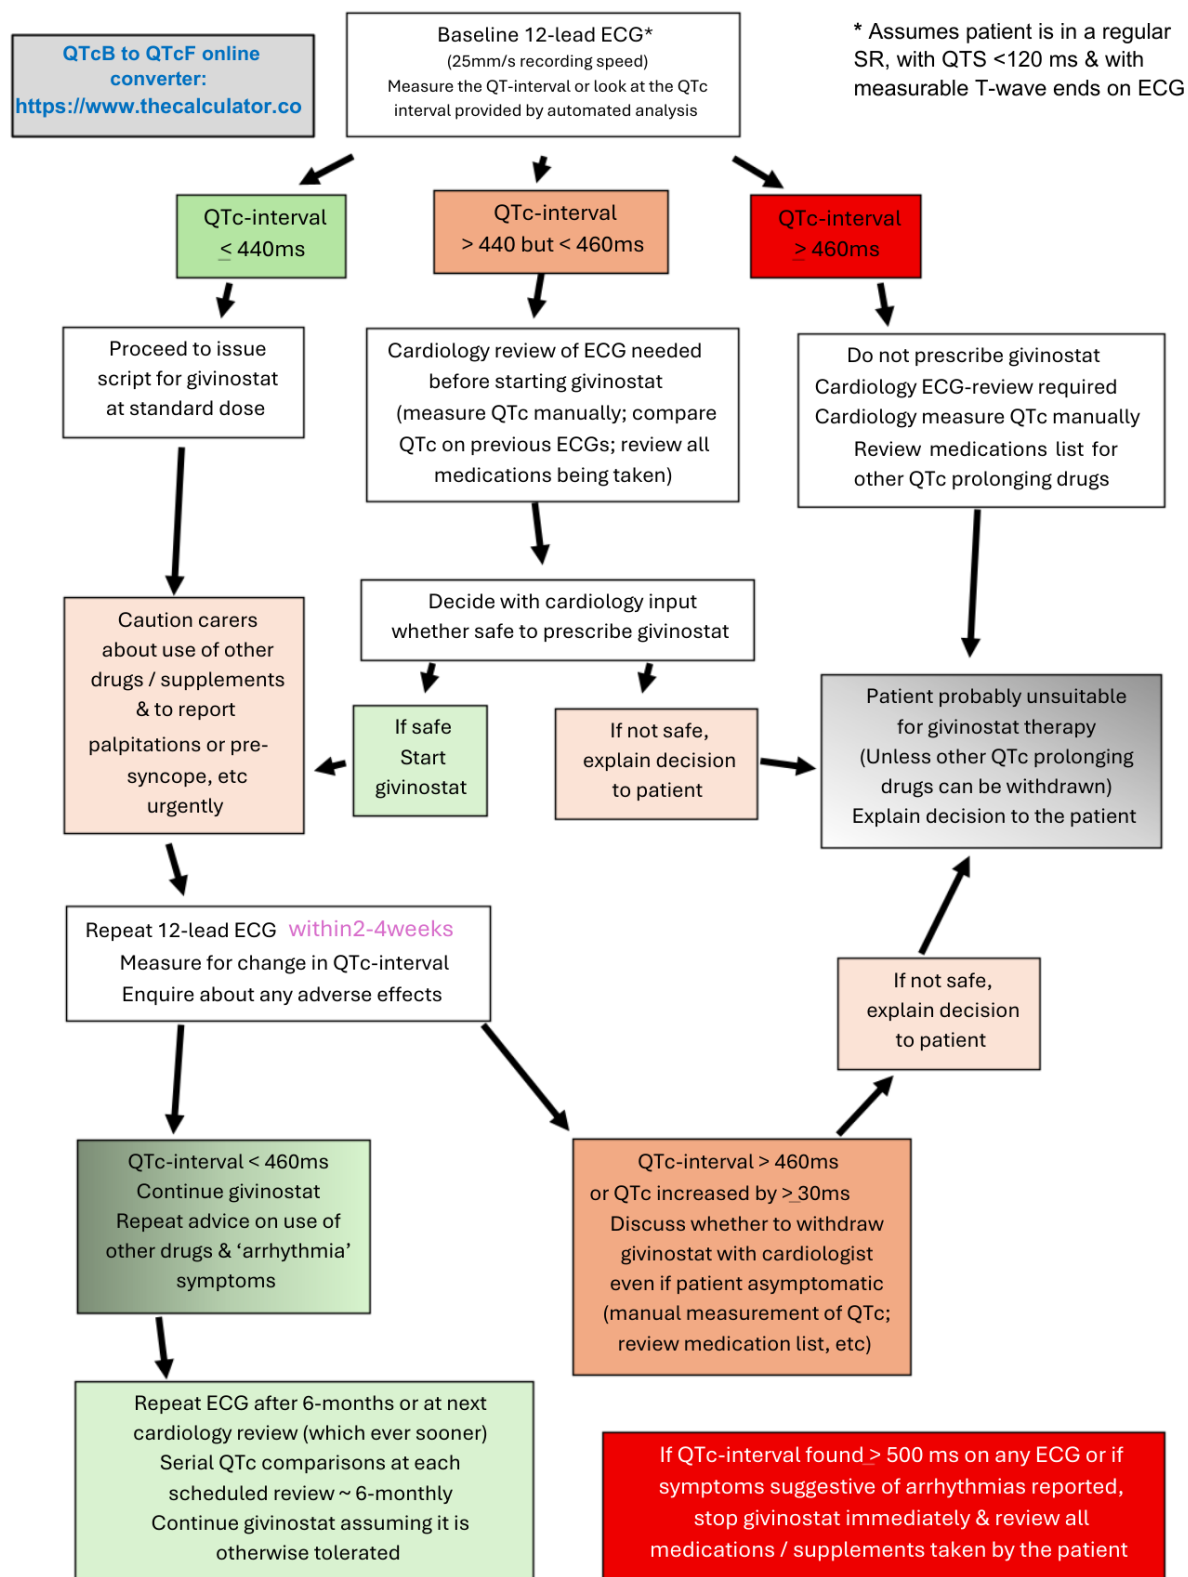 QTcB to QTcF online
converter:
https://www.thecalculator.co
Baseline 12-lead ECG*
(25mm/s recording speed)
Measure the QT-interval or look at the QTc
interval provided by automated analysis
* Assumes patient is in a regular
SR, with QTS <120 ms & with
measurable T-wave ends on ECG
QTc-interval
≤ 440ms
QTc-interval
> 440 but < 460ms
QTc-interval
≥ 460ms
Proceed to issue
script for givinostat
at standard dose
Cardiology review of ECG needed
before starting givinostat
(measure QTc manually; compare
QTc on previous ECGs; review all
medications being taken)
Do not prescribe givinostat
Cardiology ECG-review required
Cardiology measure QTc manually
Review medications list for
other QTc prolonging drugs
Caution carers
about use of other
drugs / supplements
& to report
palpitations or pre-
syncope, etc
urgently
Decide with cardiology input
whether safe to prescribe givinostat
If safe
Start
givinostat
If not safe,
explain decision
to patient
Patient probably unsuitable
for givinostat therapy
(Unless other QTc prolonging
drugs can be withdrawn)
Explain decision to the patient
Repeat 12-lead ECG within2-4weeks
Measure for change in QTc-interval
Enquire about any adverse effects
If not safe,
explain decision
to patient
QTc-interval < 460ms
Continue givinostat
Repeat advice on use of
other drugs & ‘arrhythmia’
symptoms
QTc-interval > 460ms
or QTc increased by ≥ 30ms
Discuss whether to withdraw
givinostat with cardiologist
even if patient asymptomatic
(manual measurement of QTc;
review medication list, etc)
Repeat ECG after 6-months or at next
cardiology review (which ever sooner)
Serial QTc comparisons at each
scheduled review ~ 6-monthly
Continue givinostat assuming it is
otherwise tolerated
If QTc-interval found ≥ 500 ms on any ECG or if
symptoms suggestive of arrhythmias reported,
stop givinostat immediately & review all
medications / supplements taken by the patient